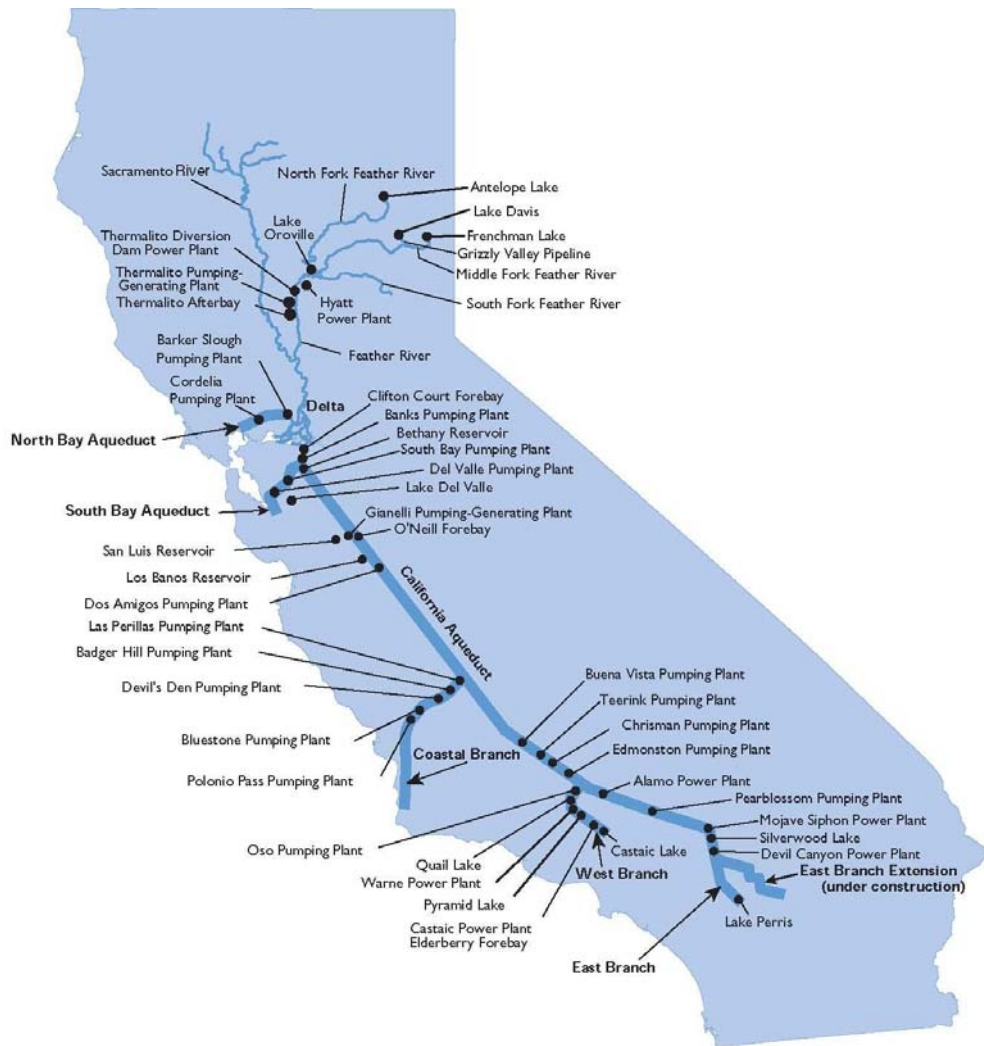 Sacramento River
North Fork Feather River
Antelope Lake
Lake Davis
Lake
Oroville
Frenchman Lake
Thermalito Diversion
Dam Power Plant
Grizzly Valley Pipeline
Middle Fork Feather River
Thermalito Pumping-
Generating Plant
Hyatt
Power Plant
South Fork Feather River
Thermalito Afterbay
Barker Slough
Pumping Plant
Feather River
Cordelia
Pumping Plant
Clifton Court Forebay
Delta
Banks Pumping Plant
North Bay Aqueduct
Bethany Reservoir
South Bay Pumping Plant
Del Valle Pumping Plant
Lake Del Valle
South Bay Aqueduct
Gianelli Pumping-Generating Plant
O'Neill Forebay
San Luis Reservoir
Los Banos Reservoir
Dos Amigos Pumping Plant
California Aqueduct
Las Perillas Pumping Plant
Badger Hill Pumping Plant
Devil's Den Pumping Plant
Buena Vista Pumping Plant
Teerink Pumping Plant
Bluestone Pumping Plant
Chrisman Pumping Plant
Coastal Branch
Edmonston Pumping Plant
Polonio Pass Pumping Plant
Alamo Power Plant
Pearblossom Pumping Plant
Mojave Siphon Power Plant
Oso Pumping Plant
Silverwood Lake
Castaic Lake
Devil Canyon Power Plant
Quail Lake
West Branch
East Branch Extension
(under construction)
Warne Power Plant
Pyramid Lake
Lake Perris
Castaic Power Plant
Elderberry Forebay
East Branch